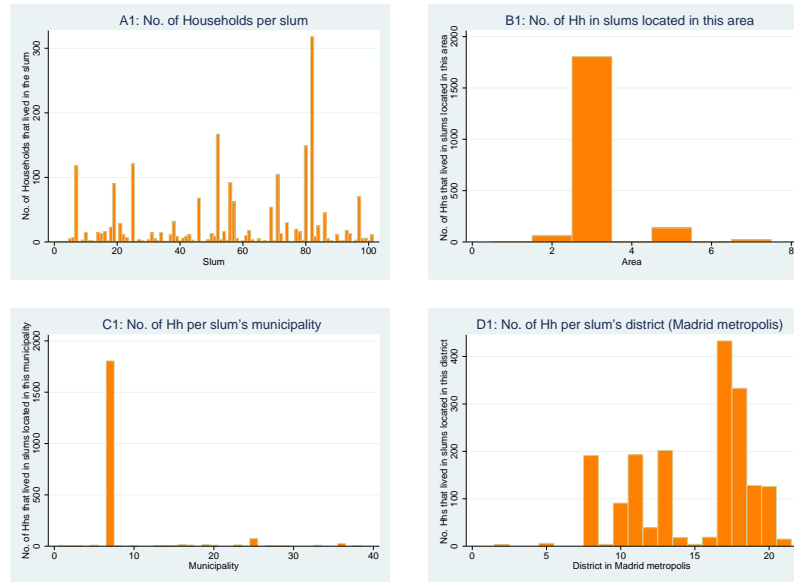 A1: No. of Households per slum
No. of Households that lived in the slum
300
200
100
0
0 20 40 60 80 100
Slum
B1: No. of Hh in slums located in this area
No. of Hhs that lived in slums located in this area
2000
1500
1000
500
0
0 2 4 6 8
Area
C1: No. of Hh per slum's municipality
No. of Hhs that lived in slums located in this municipality
2000
1500
1000
500
0
0 10 20 30 40
Municipality
D1: No. of Hh per slum's district (Madrid metropolis)
No. of Hhs that lived in slums located in this district
400
300
200
100
0
0 5 10 15 20
District in Madrid metropolis